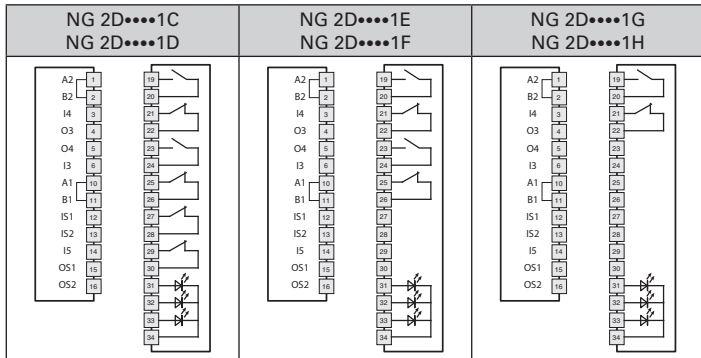 NG 2D••••1C
NG 2D••••1D
NG 2D••••1E
NG 2D••••1F
NG 2D••••1G
NG 2D••••1H
A2 1 19
B2 2 20
I4 3 21
O3 4 22
O4 5 23
I3 6 24
A1 10 25
B1 11 26
IS1 12 27
IS2 13 28
I5 14 29
OS1 15 30
OS2 16 31
32
33
34
A2 1 19
B2 2 20
I4 3 21
O3 4 22
O4 5 23
I3 6 24
A1 10 25
B1 11 26
IS1 12 27
IS2 13 28
I5 14 29
OS1 15 30
OS2 16 31
32
33
34
A2 1 19
B2 2 20
I4 3 21
O3 4 22
O4 5 23
I3 6 24
A1 10 25
B1 11 26
IS1 12 27
IS2 13 28
I5 14 29
OS1 15 30
OS2 16 31
32
33
34